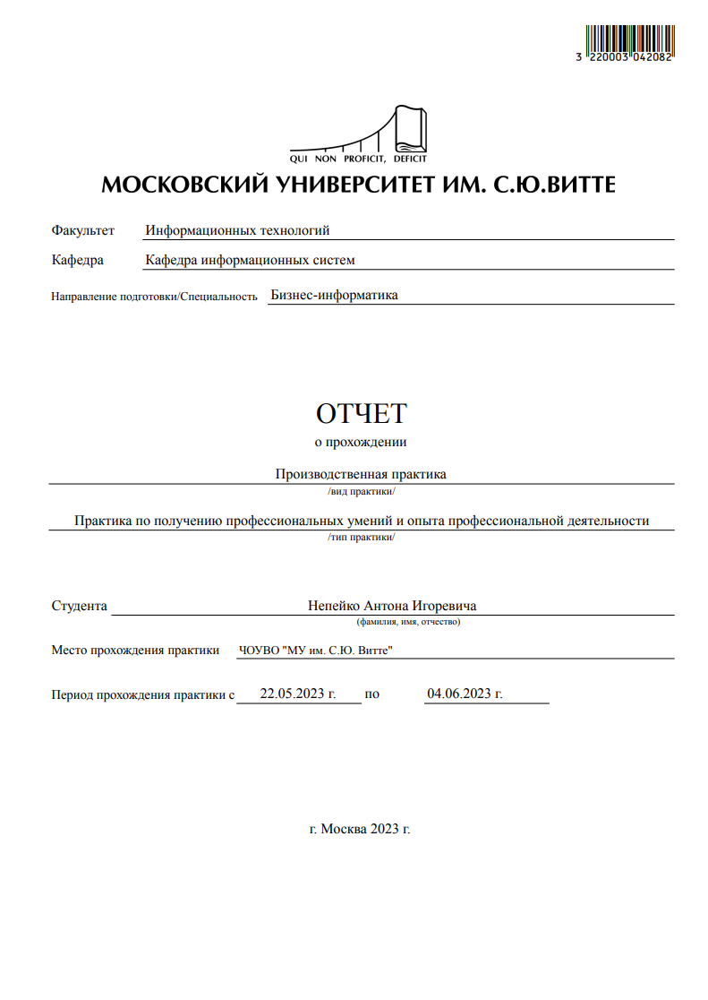 3 220003 042082
QUI NON PROFICIT, DEFICIT
МОСКОВСКИЙ УНИВЕРСИТЕТ ИМ. С.Ю.ВИТТЕ
Факультет Информационных технологий
Кафедра Кафедра информационных систем
Направление подготовки/Специальность Бизнес-информатика
ОТЧЕТ
о прохождении
Производственная практика
/вид практики/
Практика по получению профессиональных умений и опыта профессиональной деятельности
/тип практики/
Студента Непейко Антона Игоревича
(фамилия, имя, отчество)
Место прохождения практики ЧОУВО "МУ им. С.Ю. Витте"
Период прохождения практики с 22.05.2023 г. по 04.06.2023 г.
г. Москва 2023 г.